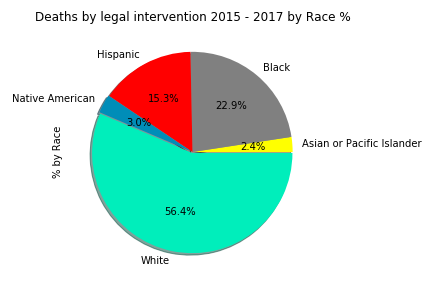 Deaths by legal intervention 2015 - 2017 by Race %
Hispanic
Black
Native American
15.3%
22.9%
3.0%
2.4%
Asian or Pacific Islander
% by Race
56.4%
White